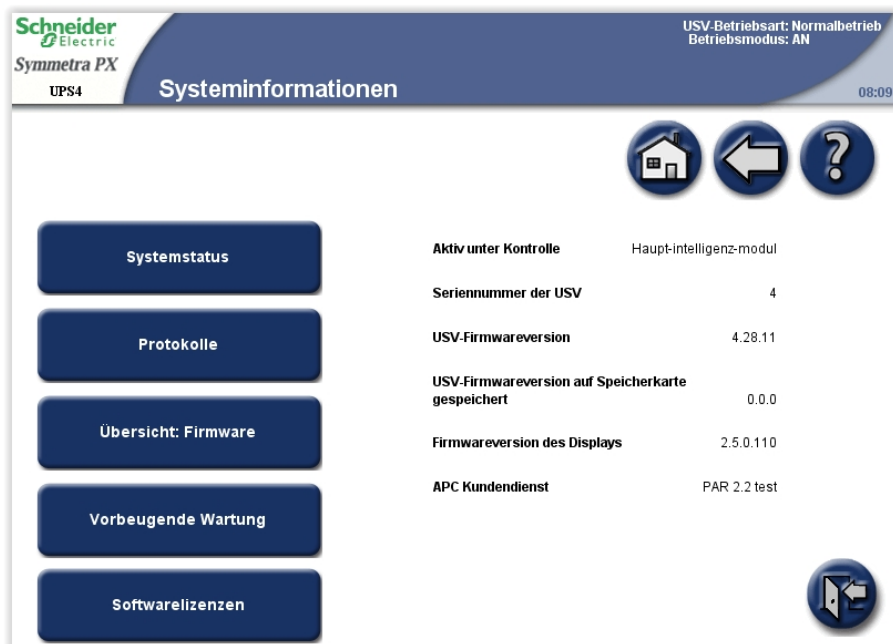 Schneider
Electric
Symmetra PX
UPS4
Systeminformationen
USV-Betriebsart: Normalbetrieb
Betriebsmodus: AN
08:09
?
Systemstatus
Protokolle
Übersicht: Firmware
Vorbeugende Wartung
Softwarelizenzen
Aktiv unter Kontrolle Haupt-intelligenz-modul
Seriennummer der USV 4
USV-Firmwareversion 4.28.11
USV-Firmwareversion auf Speicherkarte
gespeichert 0.0.0
Firmwareversion des Displays 2.5.0.110
APC Kundendienst PAR 2.2 test